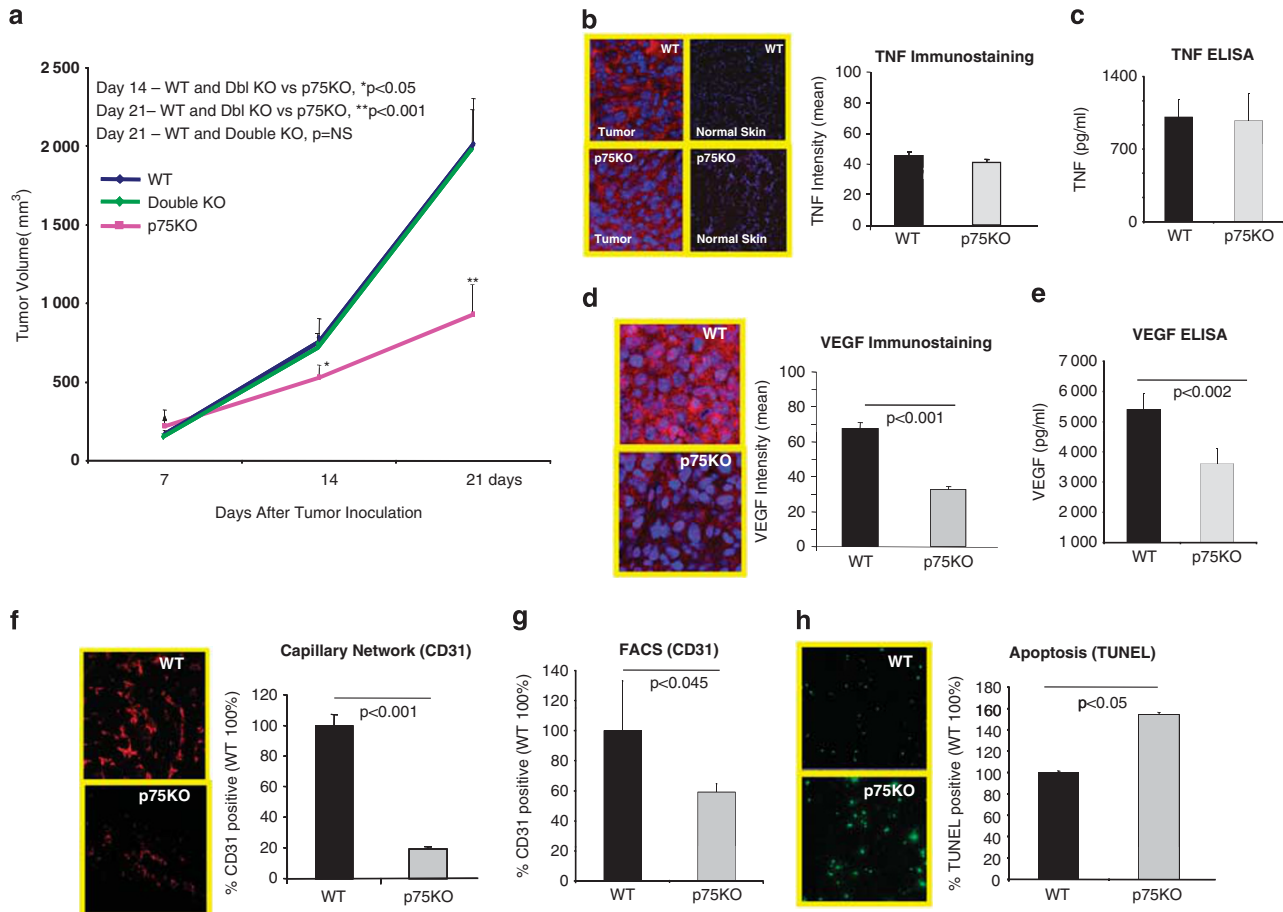 a
2 500
2 000
2 500
1 000
500
0
Tumor Volume( mm³)
Day 14 – WT and Dbl KO vs p75KO, *p<0.05
Day 21– WT and Dbl KO vs p75KO, **p<0.001
Day 21 – WT and Double KO, p=NS
WT
Double KO
p75KO
*
**
7
14
21 days
Days After Tumor Inoculation
b
WT
Tumor
WT
Normal Skin
p75KO
Tumor
p75KO
Normal Skin
TNF Immunostaining
100
80
60
40
20
0
TNF Intensity (mean)
WT
p75KO
c
TNF ELISA
1400
700
0
TNF (pg/ml)
WT
p75KO
d
WT
p75KO
VEGF Immunostaining
100
80
60
40
20
0
VEGF Intensity (mean)
p<0.001
WT
p75KO
e
VEGF ELISA
7 000
6 000
5 000
4 000
3 000
2 000
1 000
VEGF (pg/ml)
p<0.002
WT
p75KO
f
WT
p75KO
Capillary Network (CD31)
120
100
80
60
40
20
0
% CD31 positive (WT 100%)
p<0.001
WT
p75KO
g
FACS (CD31)
140
120
100
80
60
40
20
0
% CD31 positive (WT 100%)
p<0.045
WT
p75KO
h
WT
p75KO
Apoptosis (TUNEL)
180
160
140
120
100
80
60
40
20
0
% TUNEL positive (WT 100%)
p<0.05
WT
p75KO